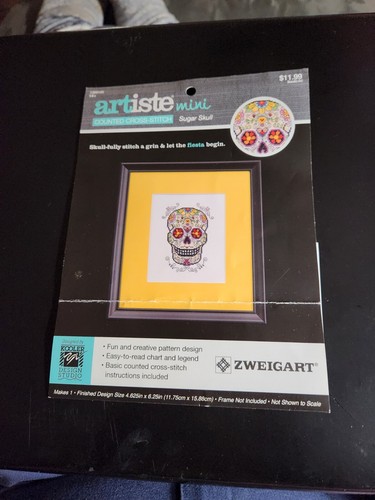 $11.99
artiste® mini
COUNTED CROSS-STITCH Sugar Skull
Skull-fully stitch a grin & let the fiesta begin.
designed by
KOOLER
DESIGN
STUDIO
• Fun and creative pattern design
• Easy-to-read chart and legend
• Basic counted cross-stitch
instructions included
ZWEIGART®
Makes 1 • Finished Design Size 4.625in x 6.25in (11.75cm x 15.88cm) • Frame Not Included • Not Shown to Scale